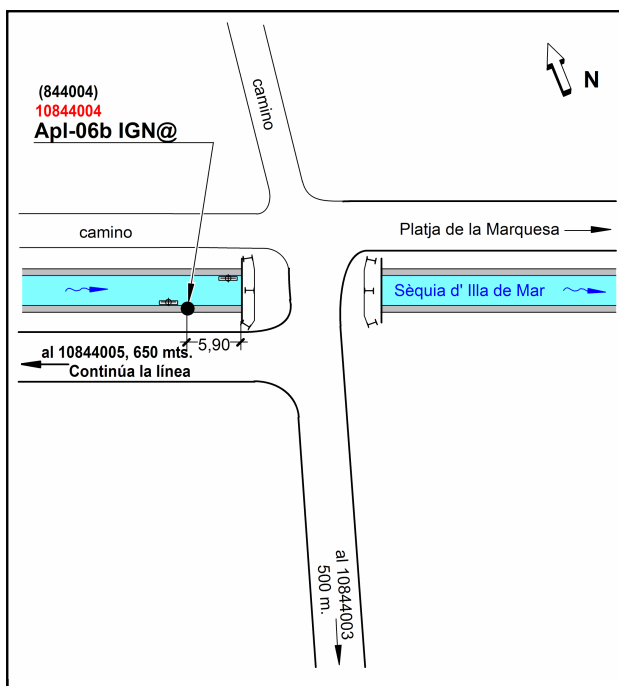 (844004)
10844004
Apl-06b IGN@
N
camino
camino
Platja de la Marquesa
Sèquia d' Illa de Mar
5,90
al 10844005, 650 mts.
Continúa la línea
al 10844003
500 m.